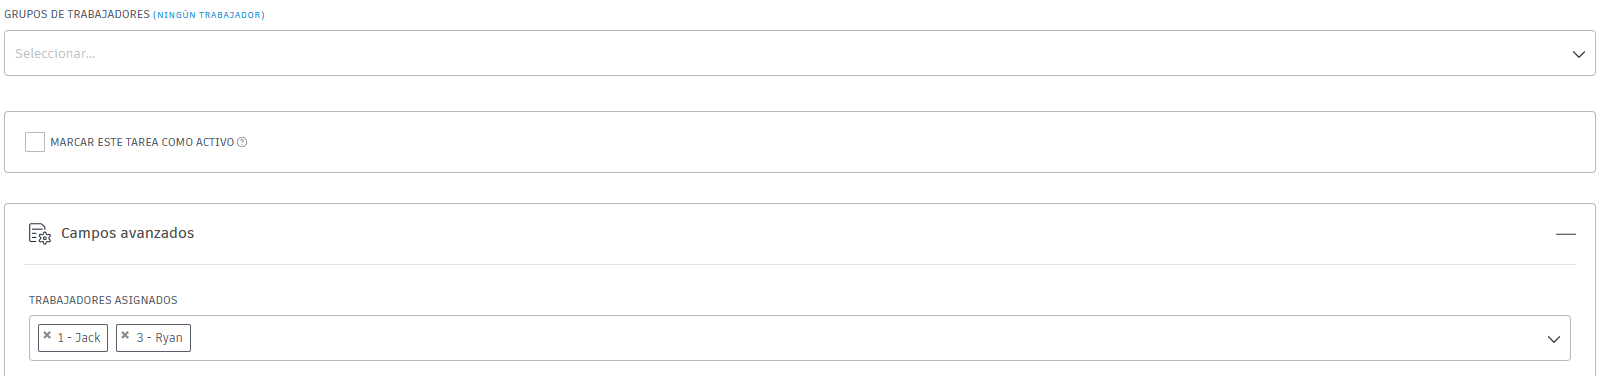 GRUPOS DE TRABAJADORES (NINGÚN TRABAJADOR)
Seleccionar...
MARCAR ESTE TAREA COMO ACTIVO ?
Campos avanzados
TRABAJADORES ASIGNADOS
× 1 - Jack × 3 - Ryan